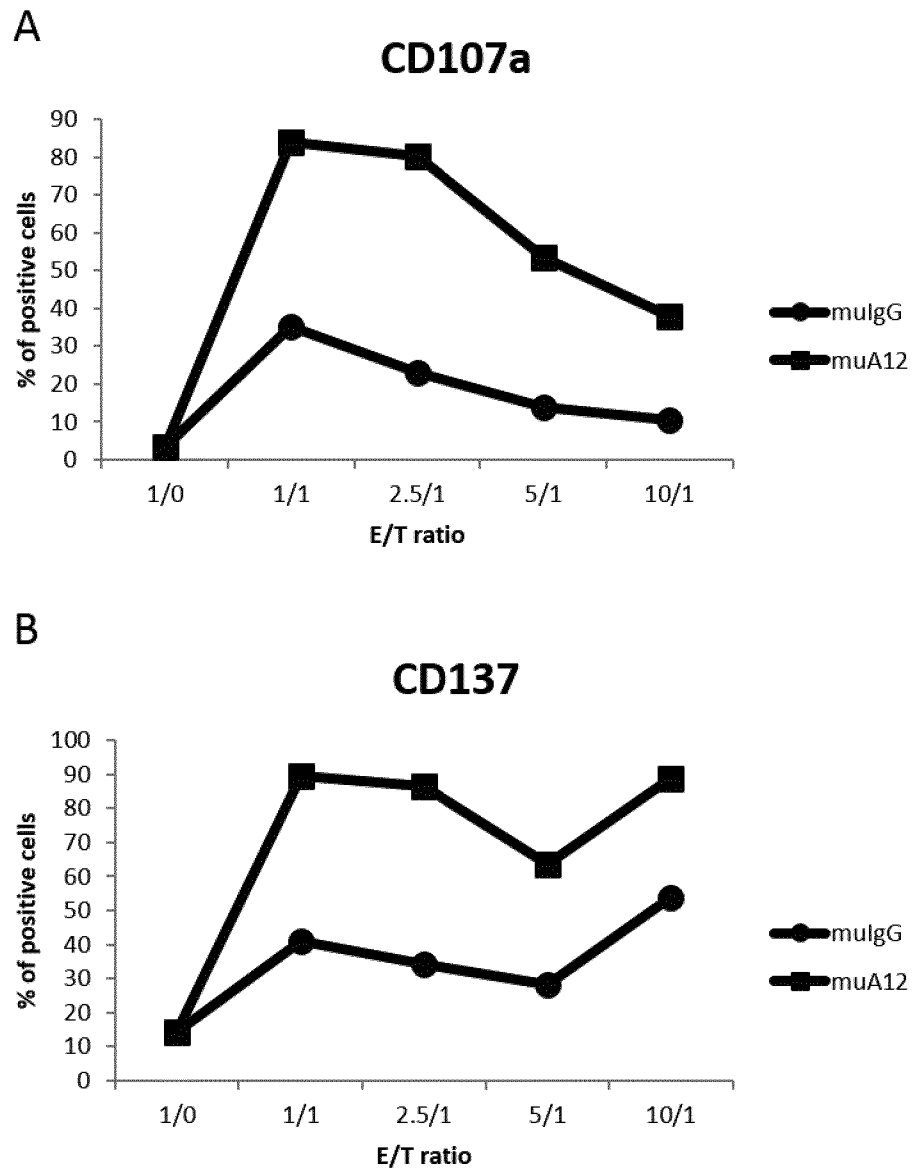 A
CD107a
90
80
70
60
50
40
30
20
10
0
% of positive cells
1/0 1/1 2.5/1 5/1 10/1
E/T ratio
muIgG
muA12
B
CD137
100
90
80
70
60
50
40
30
20
10
0
% of positive cells
1/0 1/1 2.5/1 5/1 10/1
E/T ratio
muIgG
muA12